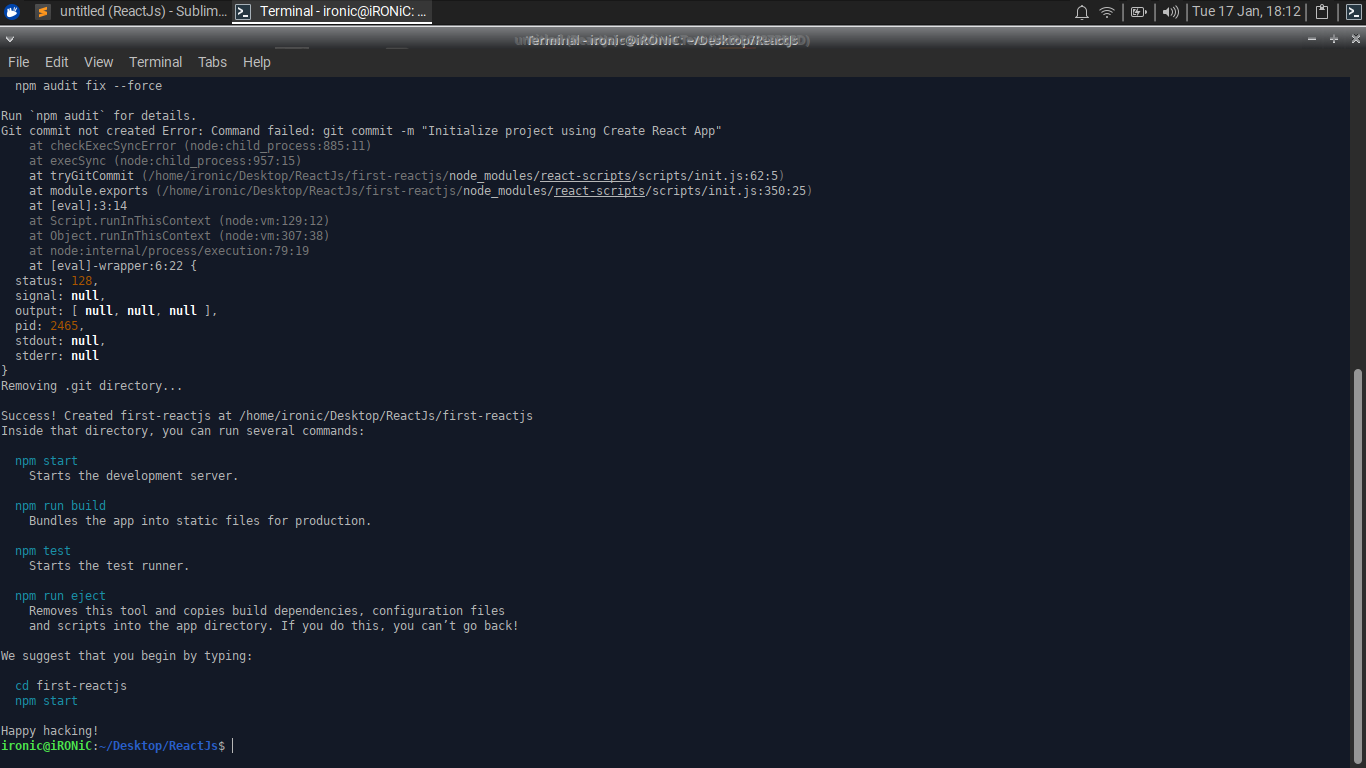 untitled (ReactJs) - Sublim...
Terminal - ironic@iRONiC: ...
Tue 17 Jan, 18:12
Terminal - ironic@iRONiC: ~/Desktop/ReactJs
File Edit View Terminal Tabs Help
npm audit fix --force
Run `npm audit` for details.
Git commit not created Error: Command failed: git commit -m "Initialize project using Create React App"
at checkExecSyncError (node:child_process:885:11)
at execSync (node:child_process:957:15)
at tryGitCommit (/home/ironic/Desktop/ReactJs/first-reactjs/node_modules/react-scripts/scripts/init.js:62:5)
at module.exports (/home/ironic/Desktop/ReactJs/first-reactjs/node_modules/react-scripts/scripts/init.js:350:25)
at [eval]:3:14
at Script.runInThisContext (node:vm:129:12)
at Object.runInThisContext (node:vm:307:38)
at node:internal/process/execution:79:19
at [eval]-wrapper:6:22 {
status: 128,
signal: null,
output: [ null, null, null ],
pid: 2465,
stdout: null,
stderr: null
}
Removing .git directory...
Success! Created first-reactjs at /home/ironic/Desktop/ReactJs/first-reactjs
Inside that directory, you can run several commands:
npm start
Starts the development server.
npm run build
Bundles the app into static files for production.
npm test
Starts the test runner.
npm run eject
Removes this tool and copies build dependencies, configuration files
and scripts into the app directory. If you do this, you can’t go back!
We suggest that you begin by typing:
cd first-reactjs
npm start
Happy hacking!
ironic@iRONiC:~/Desktop/ReactJs$